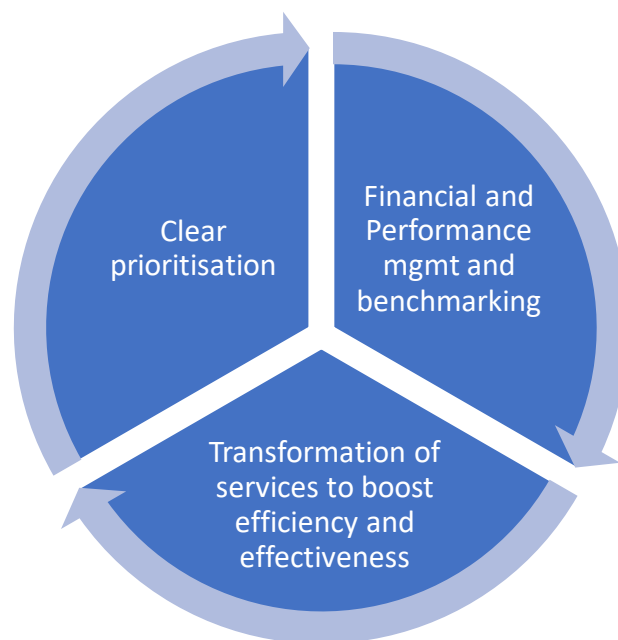 Clear
prioritisation
Financial and
Performance
mgmt and
benchmarking
Transformation of
services to boost
efficiency and
effectiveness